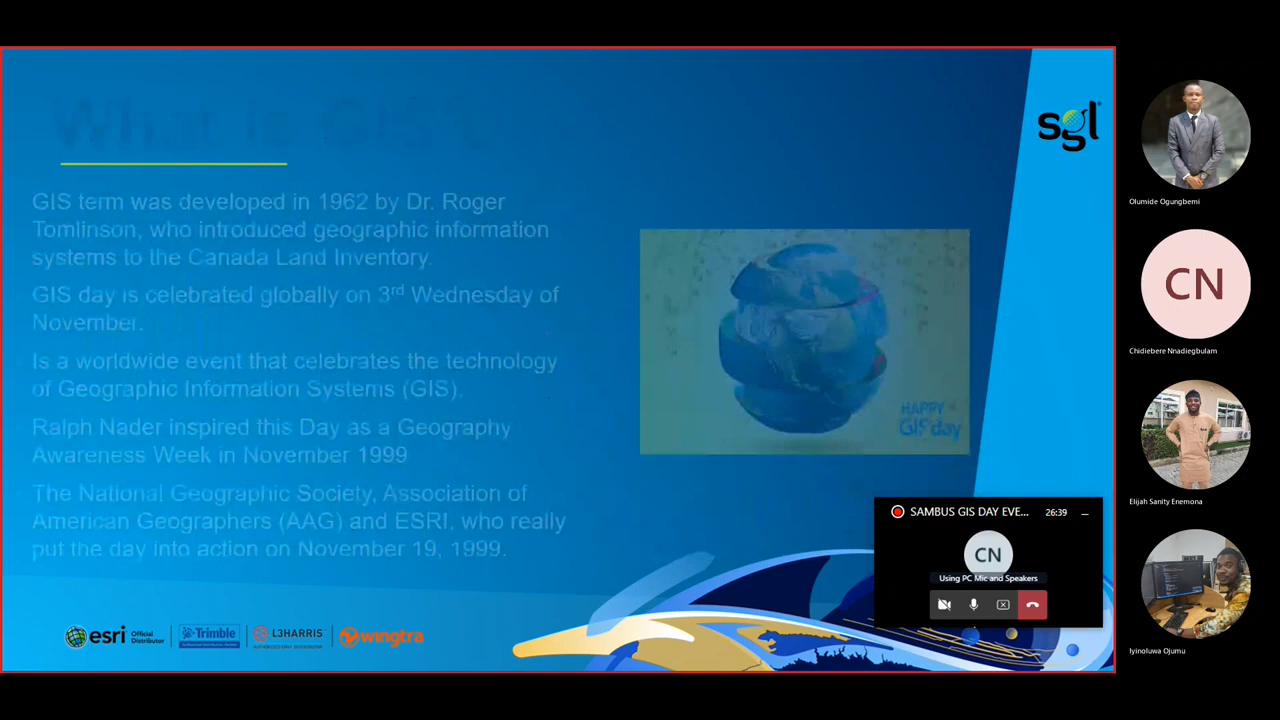 What is GIS?
sgl
GIS term was developed in 1962 by Dr. Roger
Tomlinson, who introduced geographic information
systems to the Canada Land Inventory.
GIS day is celebrated globally on 3rd Wednesday of
November.
Is a worldwide event that celebrates the technology
of Geographic Information Systems (GIS).
Ralph Nader inspired this Day as a Geography
Awareness Week in November 1999
The National Geographic Society, Association of
American Geographers (AAG) and ESRI, who really
put the day into action on November 19, 1999.
HAPPY
GISday
esri Official
Distributor
Trimble
L3HARRIS
wingtra
SAMBUS GIS DAY EVE... 26:39
CN
Using PC Mic and Speakers
Olumide Ogungbemi
CN
Chidiebere Nnadiegbulam
Elijah Sanity Enemona
Iyinoluwa Ojumu